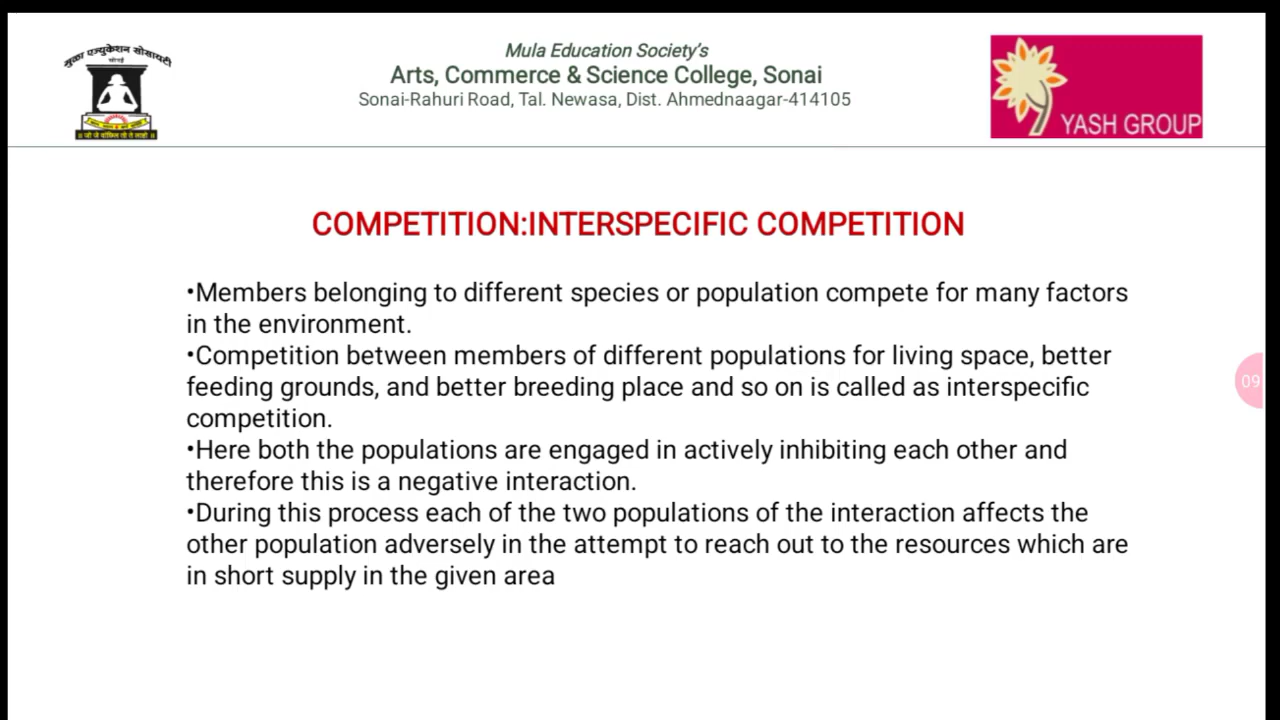 मुळा एज्युकेशन सोसायटी
सोनई
Mula Education Society's
Arts, Commerce & Science College, Sonai
Sonai-Rahuri Road, Tal. Newasa, Dist. Ahmednaagar-414105
YASH GROUP
COMPETITION:INTERSPECIFIC COMPETITION
•Members belonging to different species or population compete for many factors
in the environment.
•Competition between members of different populations for living space, better
feeding grounds, and better breeding place and so on is called as interspecific
competition.
•Here both the populations are engaged in actively inhibiting each other and
therefore this is a negative interaction.
•During this process each of the two populations of the interaction affects the
other population adversely in the attempt to reach out to the resources which are
in short supply in the given area
09